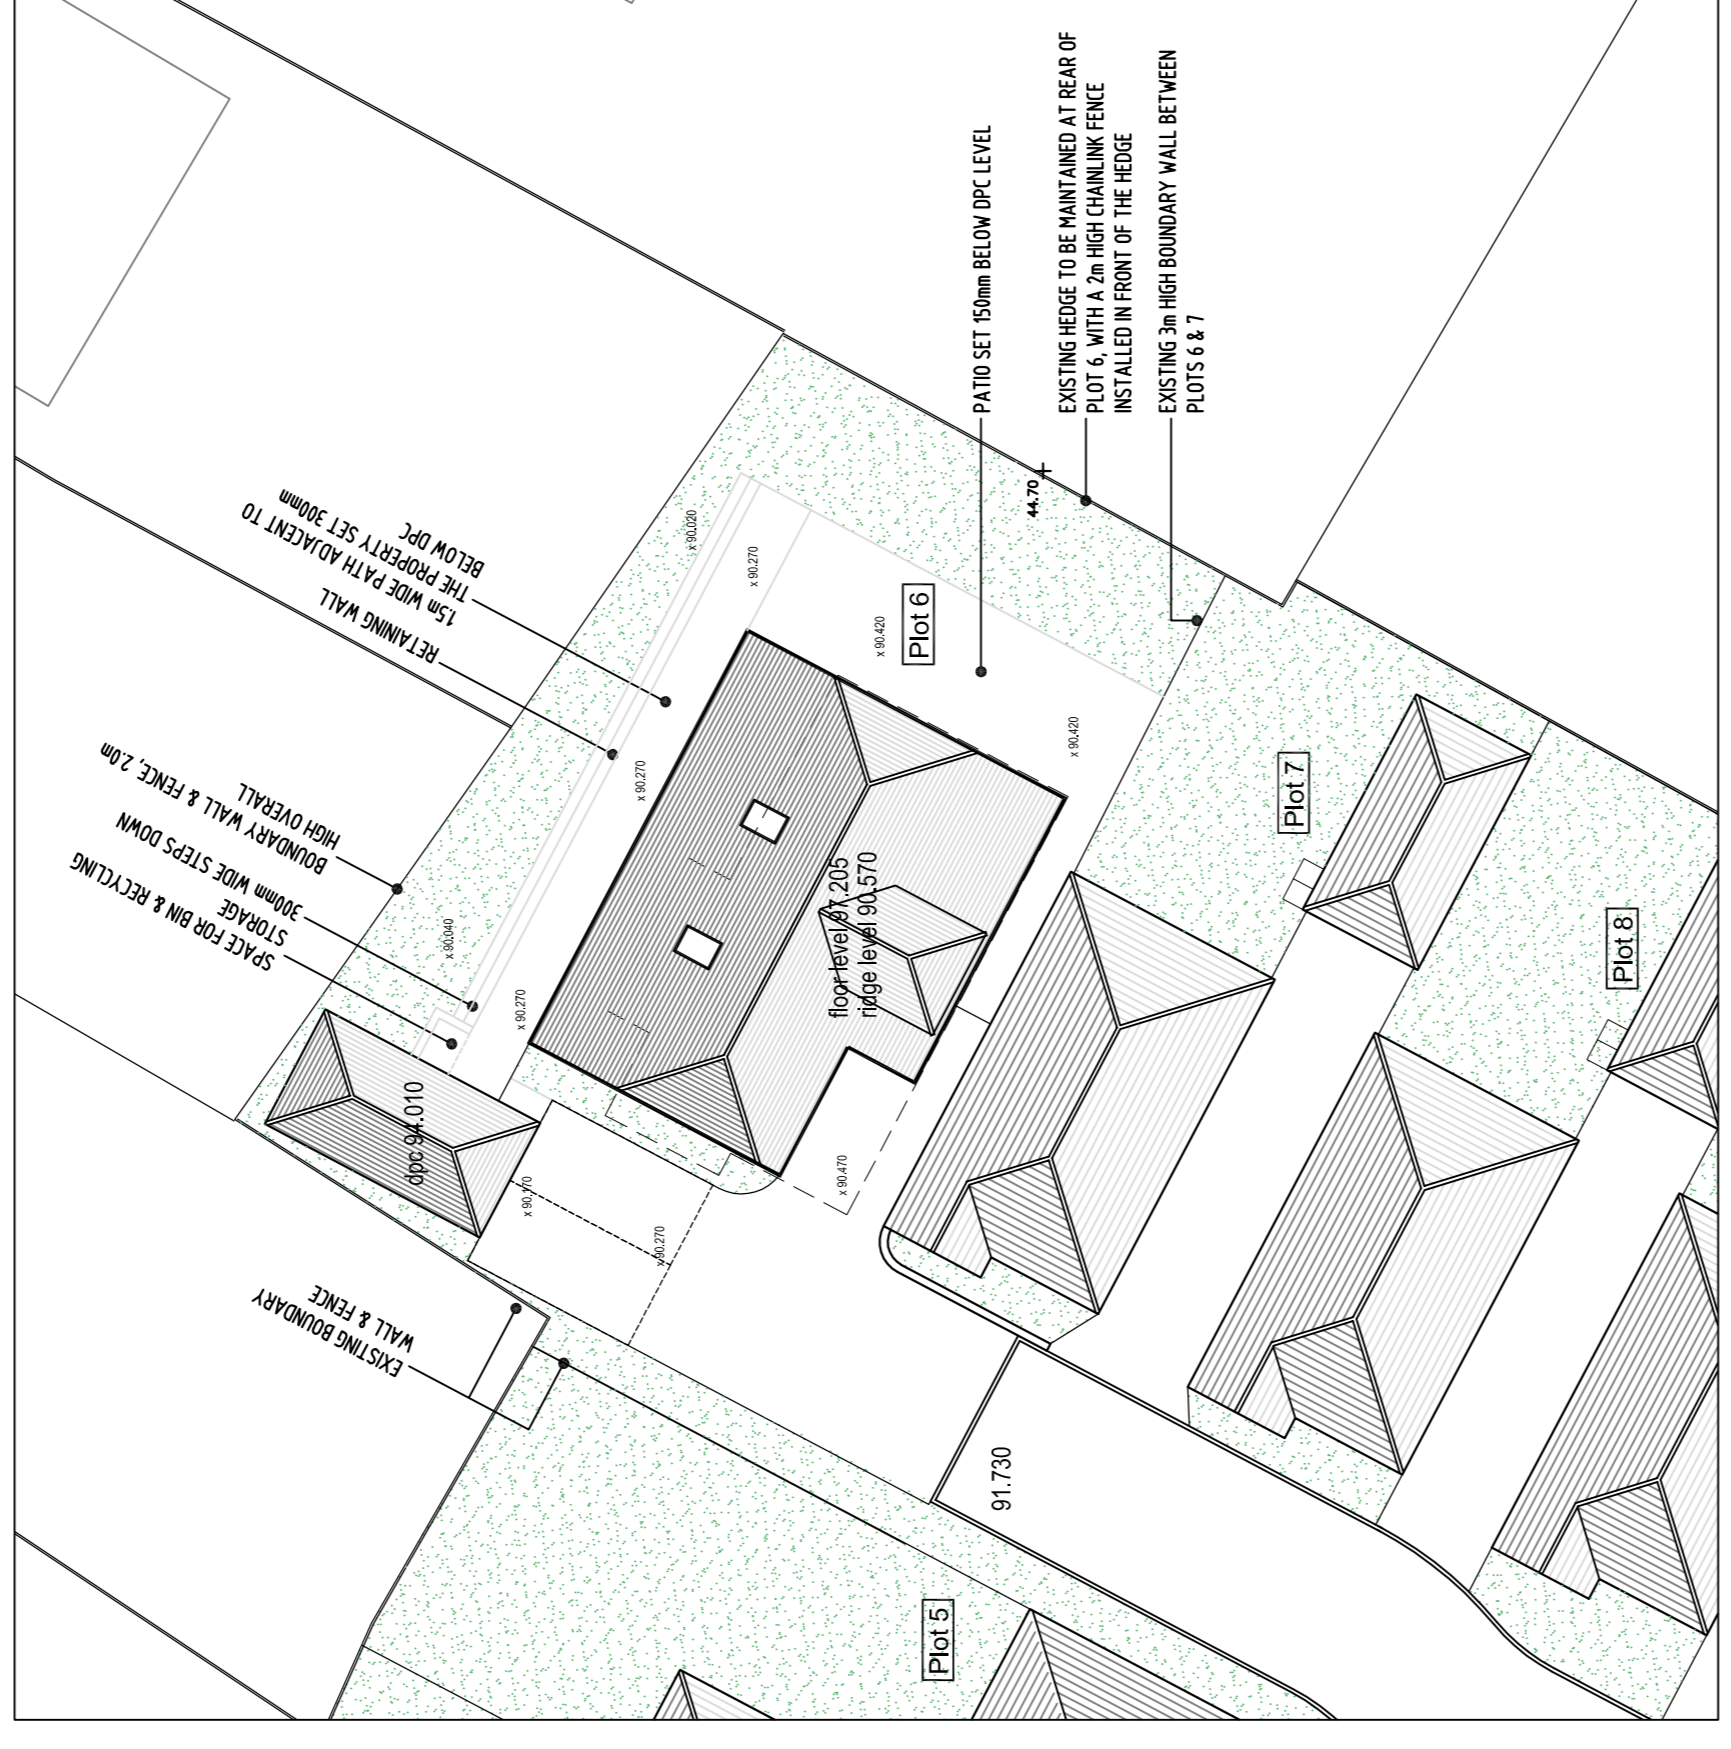 PATIO SET 150mm BELOW DPC LEVEL
EXISTING HEDGE TO BE MAINTAINED AT REAR OF
PLOT 6, WITH A 2m HIGH CHAINLINK FENCE
INSTALLED IN FRONT OF THE HEDGE
EXISTING 3m HIGH BOUNDARY WALL BETWEEN
PLOTS 6 & 7
1.5m WIDE PATH ADJACENT TO
THE PROPERTY SET 300mm
BELOW DPC
RETAINING WALL
BOUNDARY WALL & FENCE, 2.0m
HIGH OVERALL
300mm WIDE STEPS DOWN
SPACE FOR BIN & RECYCLING
STORAGE
EXISTING BOUNDARY
WALL & FENCE
44.70
x 90.020
x 90.270
x 90.420
Plot 6
x 90.420
x 90.270
x 90.040
x 90.270
floor level 97.205
ridge level 90.570
dpc 94.010
x 90.170
x 90.270
x 90.470
Plot 7
Plot 8
91.730
Plot 5